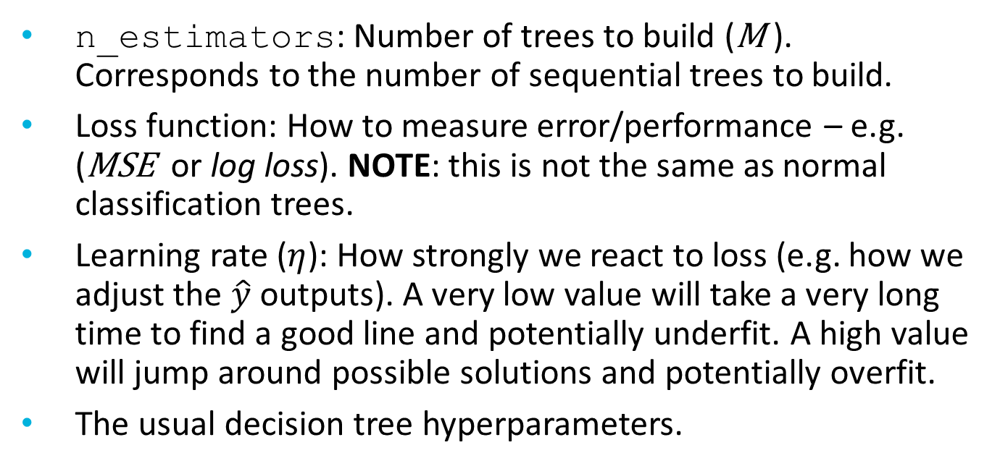 • n_estimators: Number of trees to build (M).
Corresponds to the number of sequential trees to build.
• Loss function: How to measure error/performance – e.g.
(MSE or log loss). NOTE: this is not the same as normal
classification trees.
• Learning rate (η): How strongly we react to loss (e.g. how we
adjust the ŷ outputs). A very low value will take a very long
time to find a good line and potentially underfit. A high value
will jump around possible solutions and potentially overfit.
• The usual decision tree hyperparameters.